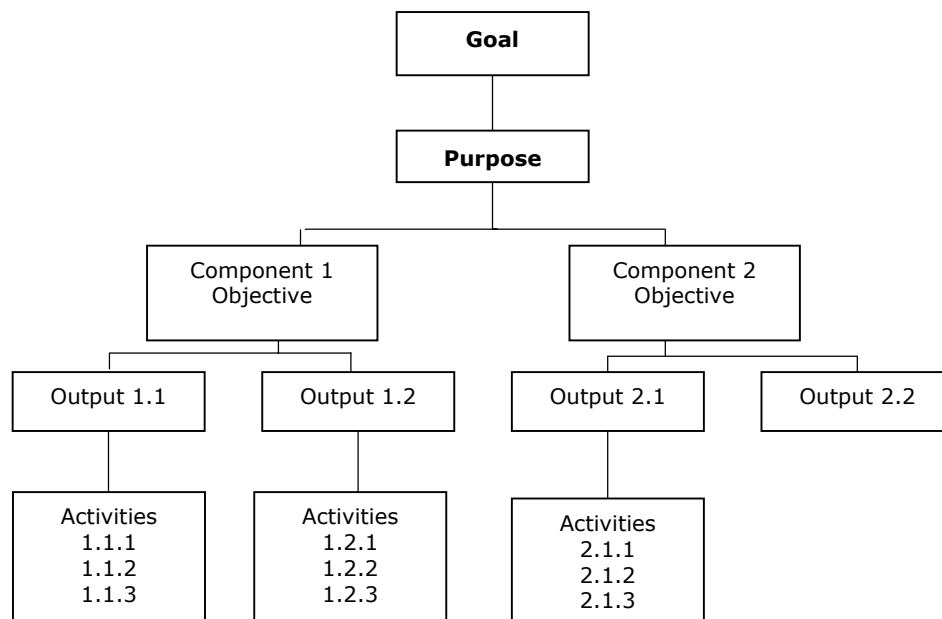 Goal
Purpose
Component 1
Objective
Component 2
Objective
Output 1.1
Output 1.2
Output 2.1
Output 2.2
Activities
1.1.1
1.1.2
1.1.3
Activities
1.2.1
1.2.2
1.2.3
Activities
2.1.1
2.1.2
2.1.3